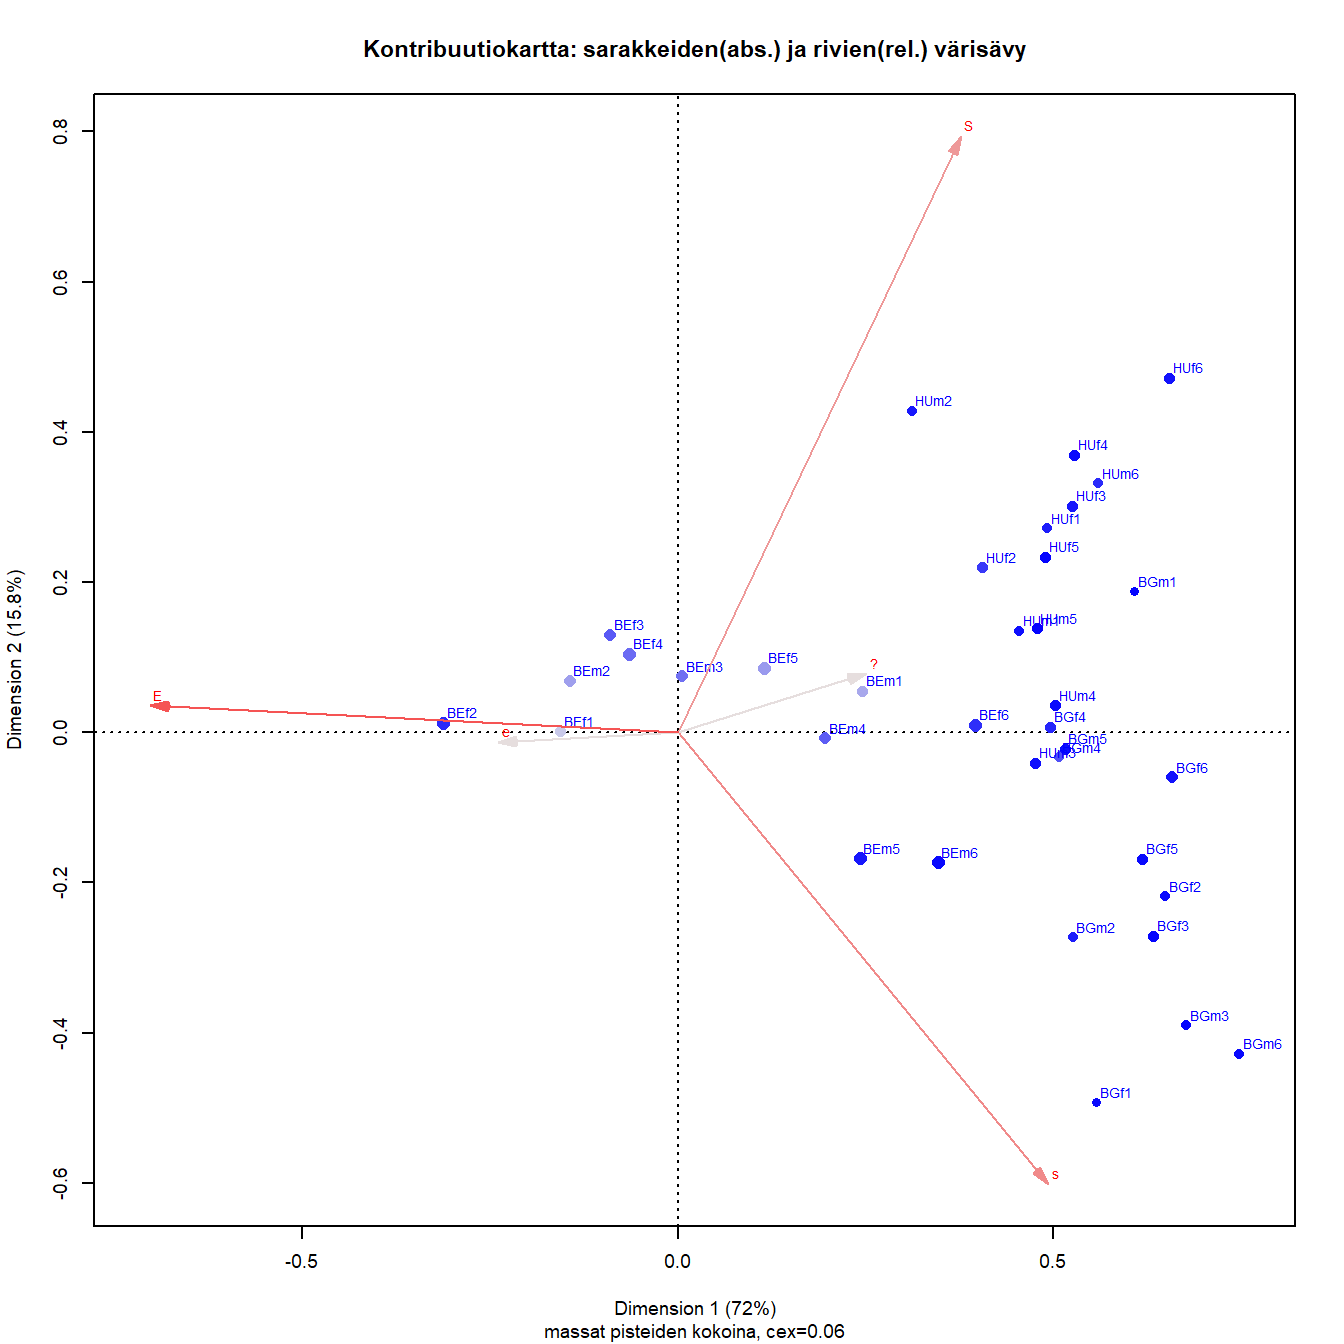 Kontribuutiokartta: sarakkeiden(abs.) ja rivien(rel.) värisävy
0.8
S
0.6
HUf6
HUm2
0.4
HUf4
HUm6
HUf3
HUf1
HUf5
HUf2
0.2
BGm1
HUm1
HUm5
BEf3
BEf4
BEm3
BEf5
?
BEm2
BEm1
E
HUm4
BEf2
BEf1
BEf6
BGf4
e
BEm4
0.0
BGm5
BGm4
HUm3
BGf6
BEm5
BEm6
BGf5
-0.2
BGf2
BGm2
BGf3
-0.4
BGm3
BGm6
BGf1
s
-0.6
Dimension 2 (15.8%)
-0.5
0.0
0.5
Dimension 1 (72%)
massat pisteiden kokoina, cex=0.06